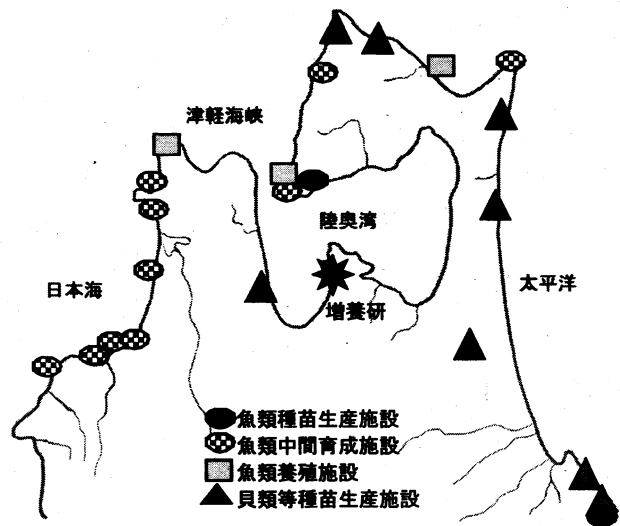 津軽海峡
陸奥湾
日本海
太平洋
増養研
魚類種苗生産施設
魚類中間育成施設
魚類養殖施設
貝類等種苗生産施設